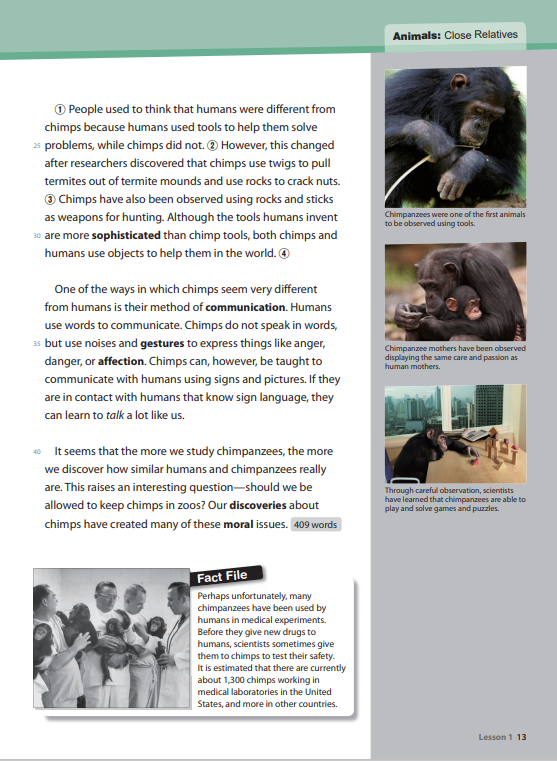 Animals: Close Relatives
① People used to think that humans were different from
chimps because humans used tools to help them solve
25 problems, while chimps did not. ② However, this changed
after researchers discovered that chimps use twigs to pull
termites out of termite mounds and use rocks to crack nuts.
③ Chimps have also been observed using rocks and sticks
as weapons for hunting. Although the tools humans invent
30 are more sophisticated than chimp tools, both chimps and
humans use objects to help them in the world. ④
One of the ways in which chimps seem very different
from humans is their method of communication. Humans
use words to communicate. Chimps do not speak in words,
35 but use noises and gestures to express things like anger,
danger, or affection. Chimps can, however, be taught to
communicate with humans using signs and pictures. If they
are in contact with humans that know sign language, they
can learn to talk a lot like us.
40 It seems that the more we study chimpanzees, the more
we discover how similar humans and chimpanzees really
are. This raises an interesting question—should we be
allowed to keep chimps in zoos? Our discoveries about
chimps have created many of these moral issues. 409 words
Chimpanzees were one of the first animals
to be observed using tools.
Chimpanzee mothers have been observed
displaying the same care and passion as
human mothers.
Through careful observation, scientists
have learned that chimpanzees are able to
play and solve games and puzzles.
Fact File
Perhaps unfortunately, many
chimpanzees have been used by
humans in medical experiments.
Before they give new drugs to
humans, scientists sometimes give
them to chimps to test their safety.
It is estimated that there are currently
about 1,300 chimps working in
medical laboratories in the United
States, and more in other countries.
Lesson 1 13